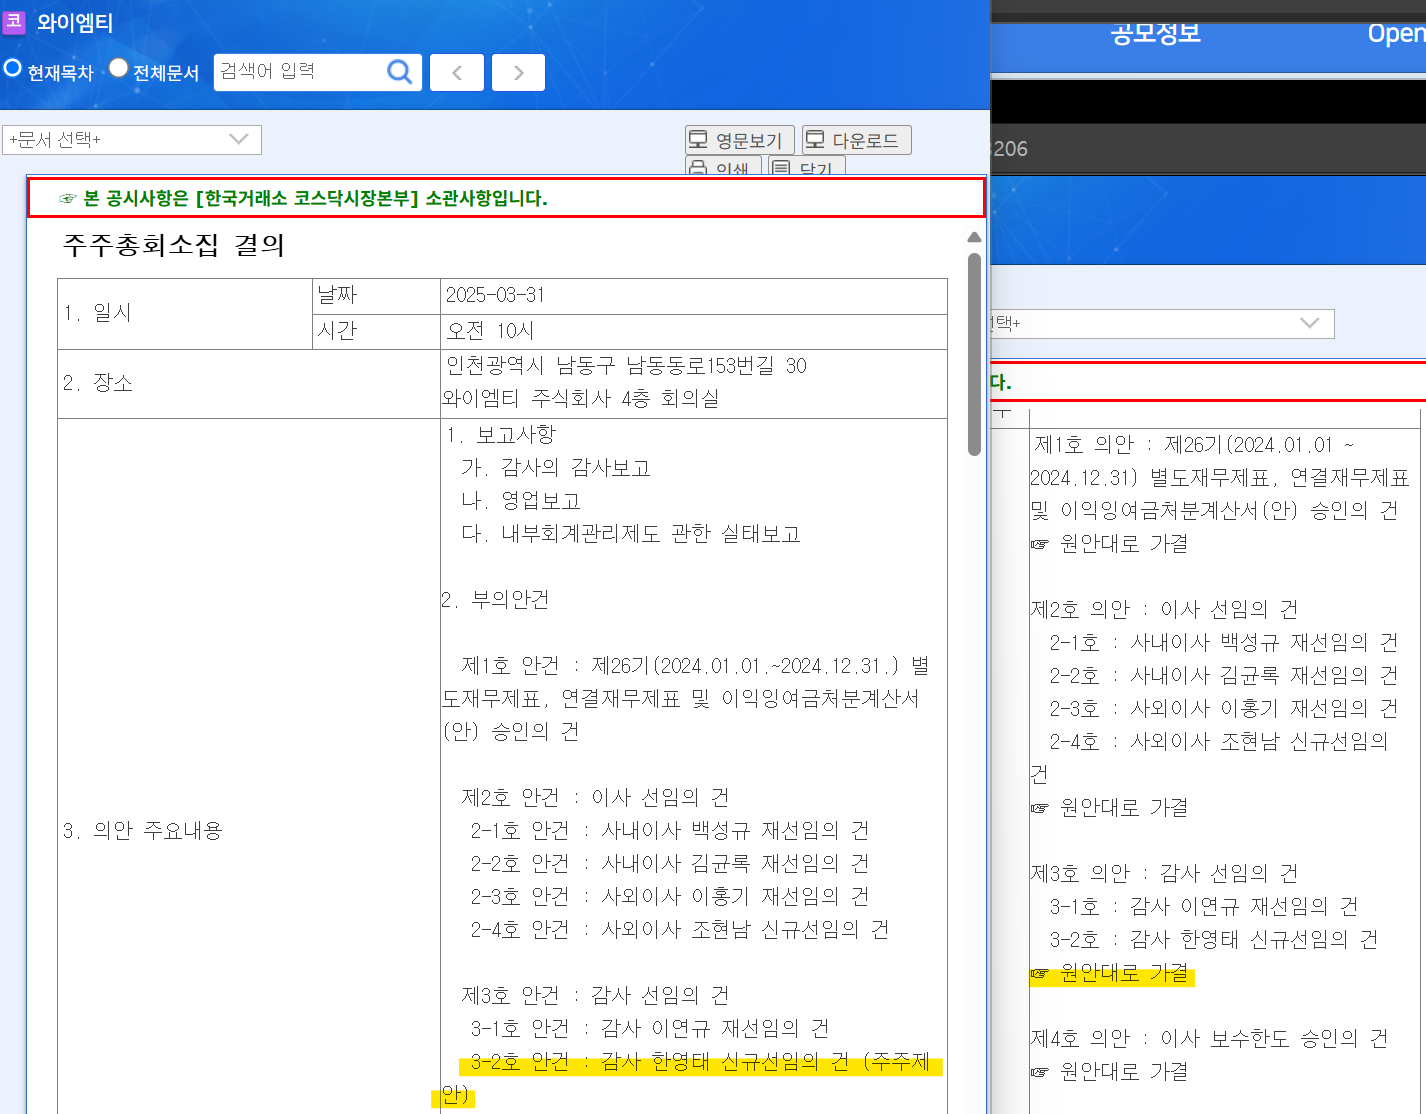 코 와이엠티
현재목차 전체문서 검색어 입력
+문서 선택+
영문보기 다운로드
인쇄 닫기
☞ 본 공시사항은 [한국거래소 코스닥시장본부] 소관사항입니다.
주주총회소집 결의
1. 일시
날짜
2025-03-31
시간
오전 10시
2. 장소
인천광역시 남동구 남동동로153번길 30
와이엠티 주식회사 4층 회의실
3. 의안 주요내용
1. 보고사항
가. 감사의 감사보고
나. 영업보고
다. 내부회계관리제도 관한 실태보고
2. 부의안건
제1호 안건 : 제26기(2024.01.01.~2024.12.31.) 별
도재무제표, 연결재무제표 및 이익잉여금처분계산서
(안) 승인의 건
제2호 안건 : 이사 선임의 건
2-1호 안건 : 사내이사 백성규 재선임의 건
2-2호 안건 : 사내이사 김균록 재선임의 건
2-3호 안건 : 사외이사 이홍기 재선임의 건
2-4호 안건 : 사외이사 조현남 신규선임의 건
제3호 안건 : 감사 선임의 건
3-1호 안건 : 감사 이연규 재선임의 건
3-2호 안건 : 감사 한영태 신규선임의 건 (주주제
안)
공모정보 Open
206
택+
다.
제1호 의안 : 제26기(2024.01.01 ~
2024.12.31) 별도재무제표, 연결재무제표
및 이익잉여금처분계산서(안) 승인의 건
☞ 원안대로 가결
제2호 의안 : 이사 선임의 건
2-1호 : 사내이사 백성규 재선임의 건
2-2호 : 사내이사 김균록 재선임의 건
2-3호 : 사외이사 이홍기 재선임의 건
2-4호 : 사외이사 조현남 신규선임의
건
☞ 원안대로 가결
제3호 의안 : 감사 선임의 건
3-1호 : 감사 이연규 재선임의 건
3-2호 : 감사 한영태 신규선임의 건
☞ 원안대로 가결
제4호 의안 : 이사 보수한도 승인의 건
☞ 원안대로 가결